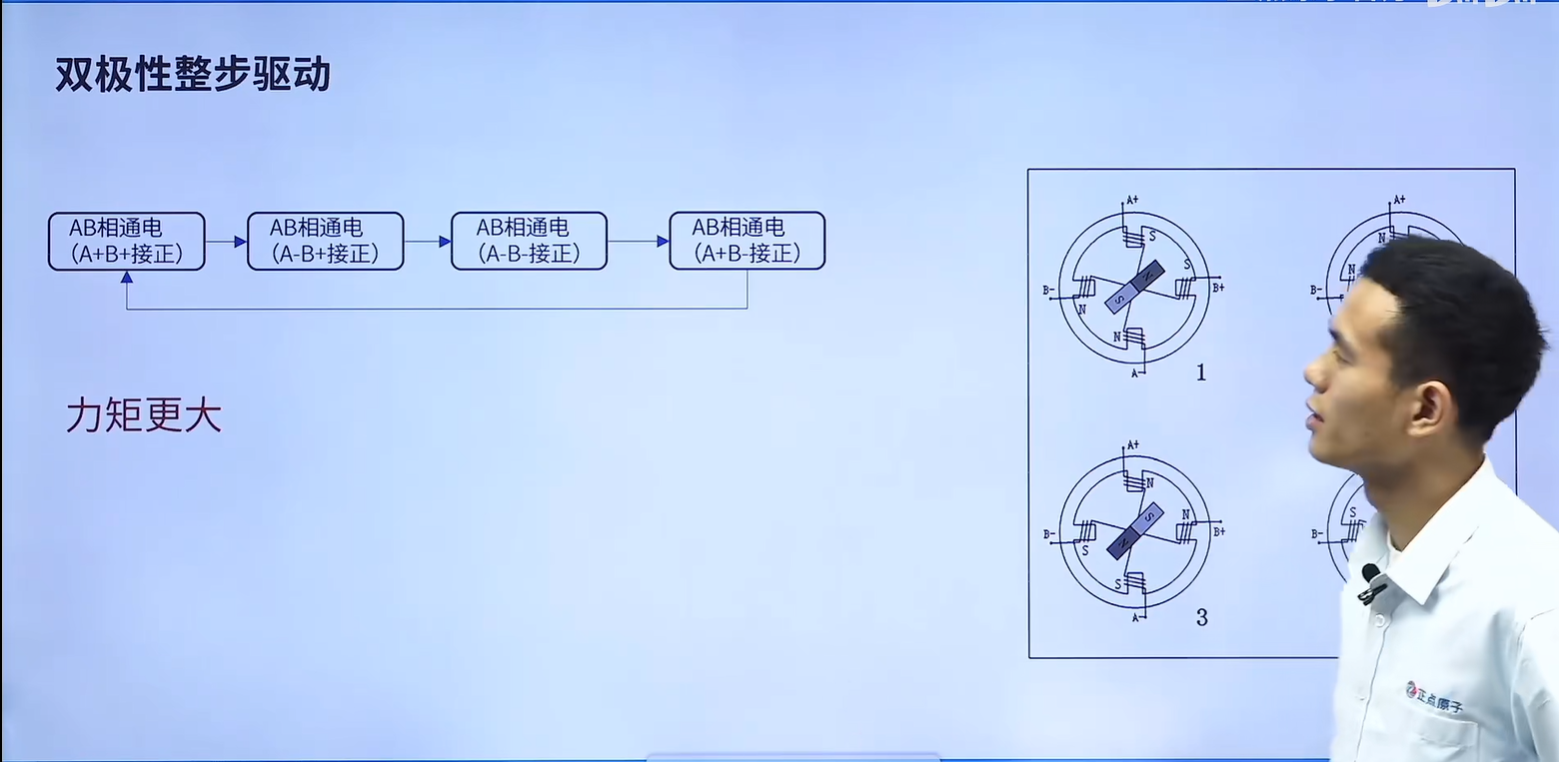 双极性整步驱动
AB相通电
（A+B+接正）
AB相通电
（A-B+接正）
AB相通电
（A-B-接正）
AB相通电
（A+B-接正）
力矩更大
A+
S
N
S
B-
B+
S
N
N
A-
1
A+
N
N
B-
A+
N
S
N
B-
B+
S
N
S
A-
3
S
B-
正点原子